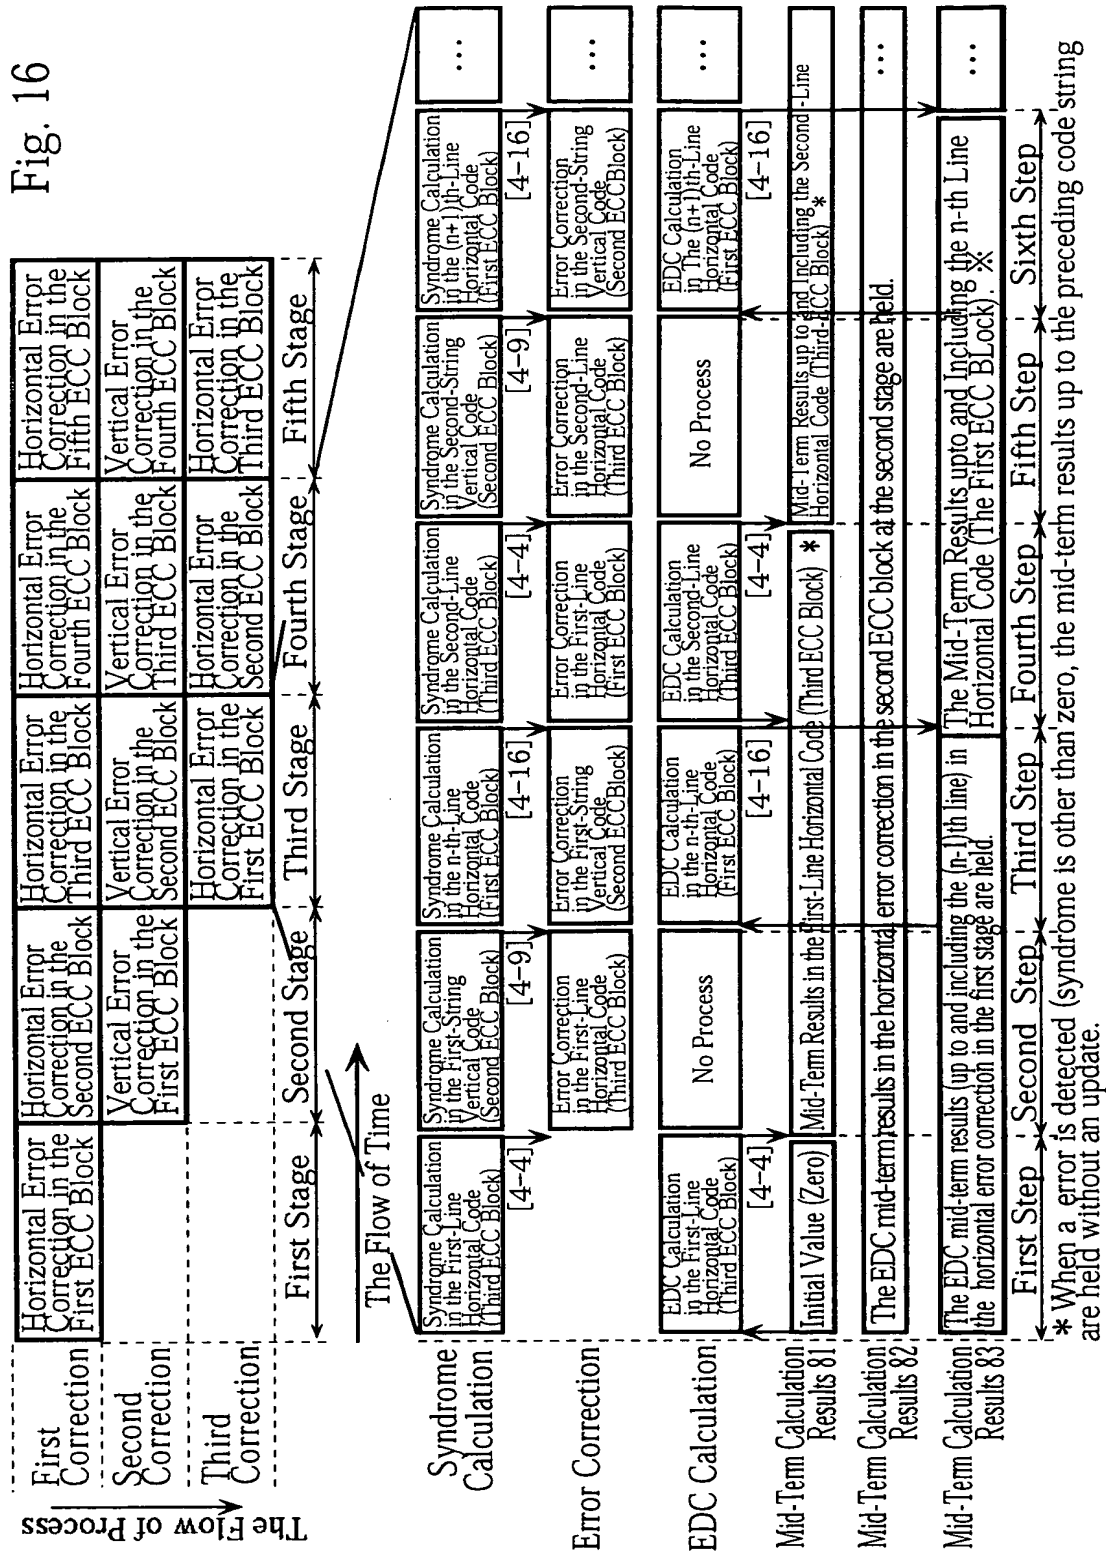 Fig. 16
The Flow of Process
First
Correction
Second
Correction
Third
Correction
Horizontal Error
Correction in the
First ECC Block
Horizontal Error
Correction in the
Second ECC Block
Horizontal Error
Correction in the
Third ECC Block
Horizontal Error
Correction in the
Fourth ECC Block
Horizontal Error
Correction in the
Fifth ECC Block
Vertical Error
Correction in the
First ECC Block
Vertical Error
Correction in the
Second ECC Block
Vertical Error
Correction in the
Third ECC Block
Vertical Error
Correction in the
Fourth ECC Block
Horizontal Error
Correction in the
First ECC Block
Horizontal Error
Correction in the
Second ECC Block
Horizontal Error
Correction in the
Third ECC Block
First Stage
Second Stage
Third Stage
Fourth Stage
Fifth Stage
The Flow of Time
Syndrome
Calculation
Syndrome Calculation
in the First-Line
Horizontal Code
(Third ECC Block)
[4-4]
Syndrome Calculation
in the First-String
Vertical Code
(Second ECC Block)
[4-9]
Syndrome Calculation
in the n-th-Line
Horizontal Code
(First ECC Block)
[4-16]
Syndrome Calculation
in the Second-Line
Horizontal Code
(Third ECC Block)
[4-4]
Syndrome Calculation
in the Second-String
Vertical Code
(Second ECC Block)
[4-9]
Syndrome Calculation
in the (n+1)th-Line
Horizontal Code
(First ECC Block)
[4-16]
...
Error Correction
Error Correction
in the First-Line
Horizontal Code
(Third ECC Block)
Error Correction
in the First-String
Vertical Code
(Second ECCBlock)
Error Correction
in the First-Line
Horizontal Code
(First ECC Block)
Error Correction
in the Second-Line
Horizontal Code
(Third ECC Block)
Error Correction
in the Second-String
Vertical Code
(Second ECCBlock)
...
EDC Calculation
EDC Calculation
in the First-Line
Horizontal Code
(Third ECC Block)
[4-4]
No Process
EDC Calculation
in the n-th-Line
Horizontal Code
(First ECC Block)
[4-16]
EDC Calculation
in the Second-Line
Horizontal Code
(Third ECC Block)
[4-4]
No Process
EDC Calculation
in The (n+1)th-Line
Horizontal Code
(First ECC Block)
[4-16]
...
Mid-Term Calculation
Results 81
Initial Value (Zero)
Mid-Term Results in the First-Line Horizontal Code (Third ECC Block) *
Mid-Term Results up to and Including the Second-Line
Horizontal Code (Third-ECC Block) *
Mid-Term Calculation
Results 82
The EDC mid-term results in the horizontal error correction in the second ECC block at the second stage are held.
...
Mid-Term Calculation
Results 83
The EDC mid-term results (up to and including the (n-1)th line) in
the horizontal error correction in the first stage are held.
The Mid-Term Results upto and Including the n-th Line
Horizontal Code (The First ECC BLock). ※
...
First Step
Second Step
Third Step
Fourth Step
Fifth Step
Sixth Step
* When a error is detected (syndrome is other than zero, the mid-term results up to the preceding code string
are held without an update.